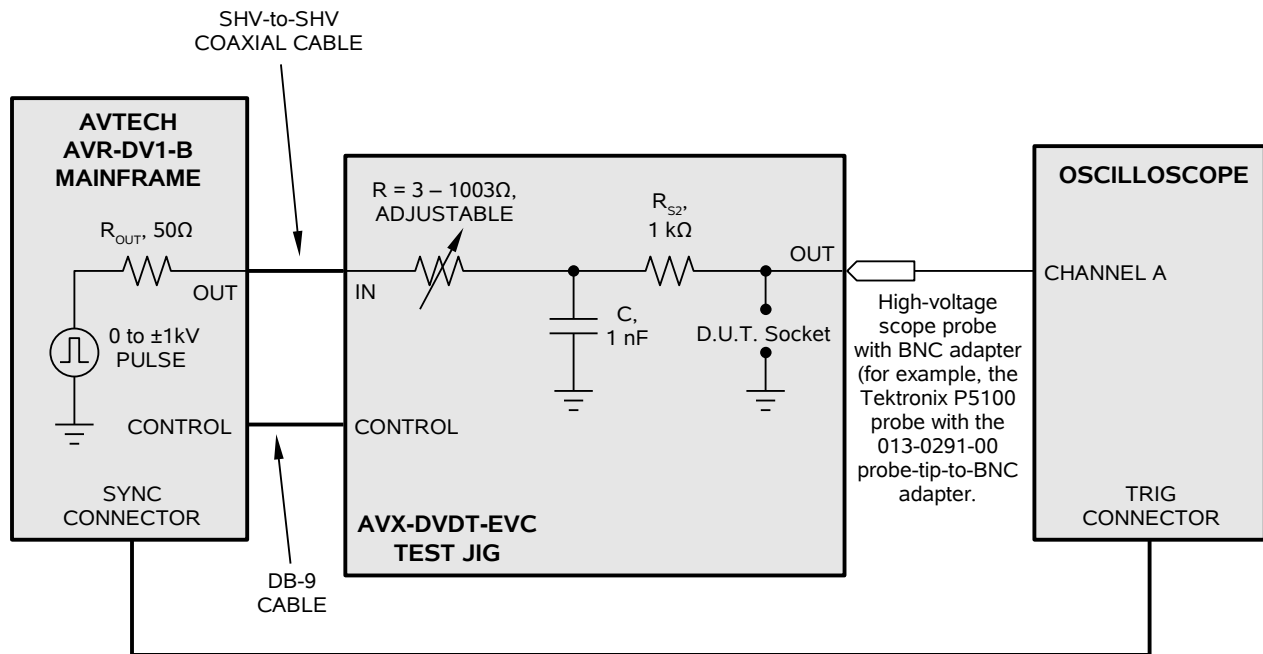 SHV-to-SHV
COAXIAL CABLE
AVTECH
AVR-DV1-B
MAINFRAME
R_OUT, 50Ω
OUT
0 to ±1kV
PULSE
CONTROL
SYNC
CONNECTOR
DB-9
CABLE
R = 3 – 1003Ω,
ADJUSTABLE
IN
C,
1 nF
R_S2,
1 kΩ
OUT
D.U.T. Socket
CONTROL
AVX-DVDT-EVC
TEST JIG
High-voltage
scope probe
with BNC adapter
(for example, the
Tektronix P5100
probe with the
013-0291-00
probe-tip-to-BNC
adapter.
OSCILLOSCOPE
CHANNEL A
TRIG
CONNECTOR